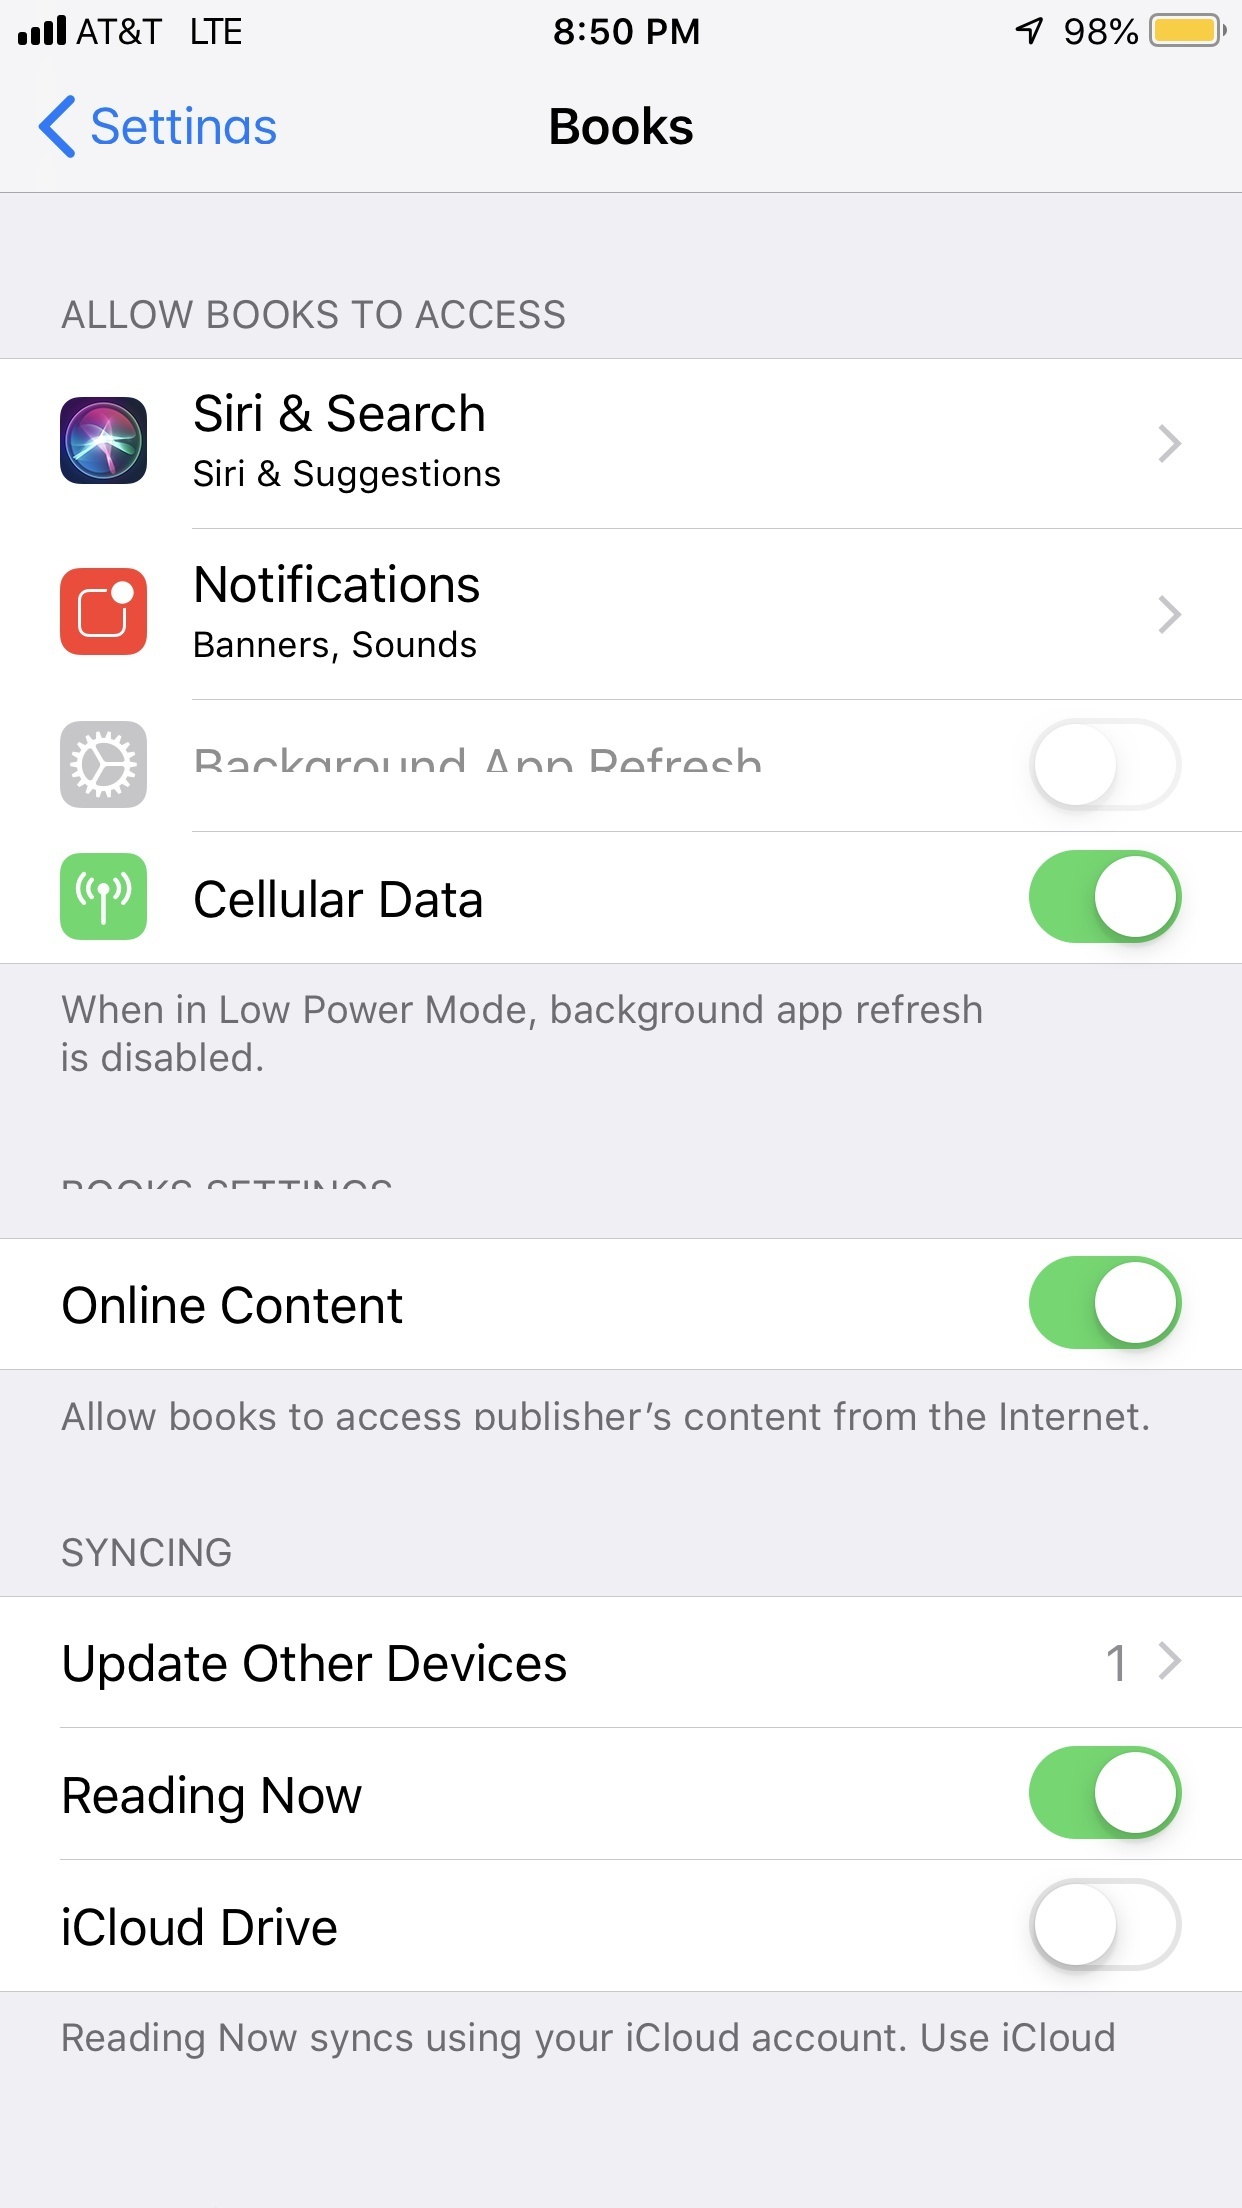 AT&T LTE 8:50 PM 98%
Settings Books
ALLOW BOOKS TO ACCESS
Siri & Search
Siri & Suggestions
Notifications
Banners, Sounds
Background App Refresh
Cellular Data
When in Low Power Mode, background app refresh
is disabled.
BOOKS SETTINGS
Online Content
Allow books to access publisher’s content from the Internet.
SYNCING
Update Other Devices 1
Reading Now
iCloud Drive
Reading Now syncs using your iCloud account. Use iCloud